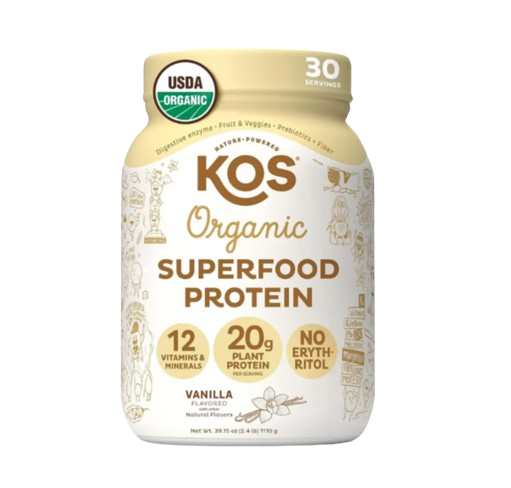 30
SERVINGS
USDA
ORGANIC
Digestive enzyme • Fruit & Veggies • Prebiotics + Fiber
NATURE-POWERED
KOS®
Organic
SUPERFOOD
PROTEIN
12
VITAMINS &
MINERALS
20g
PLANT
PROTEIN
PER SERVING
NO
ERYTH-
RITOL
VANILLA
FLAVORED
with other
Natural Flavors
Net Wt. 39.15 oz (2.4 lb) 1110 g